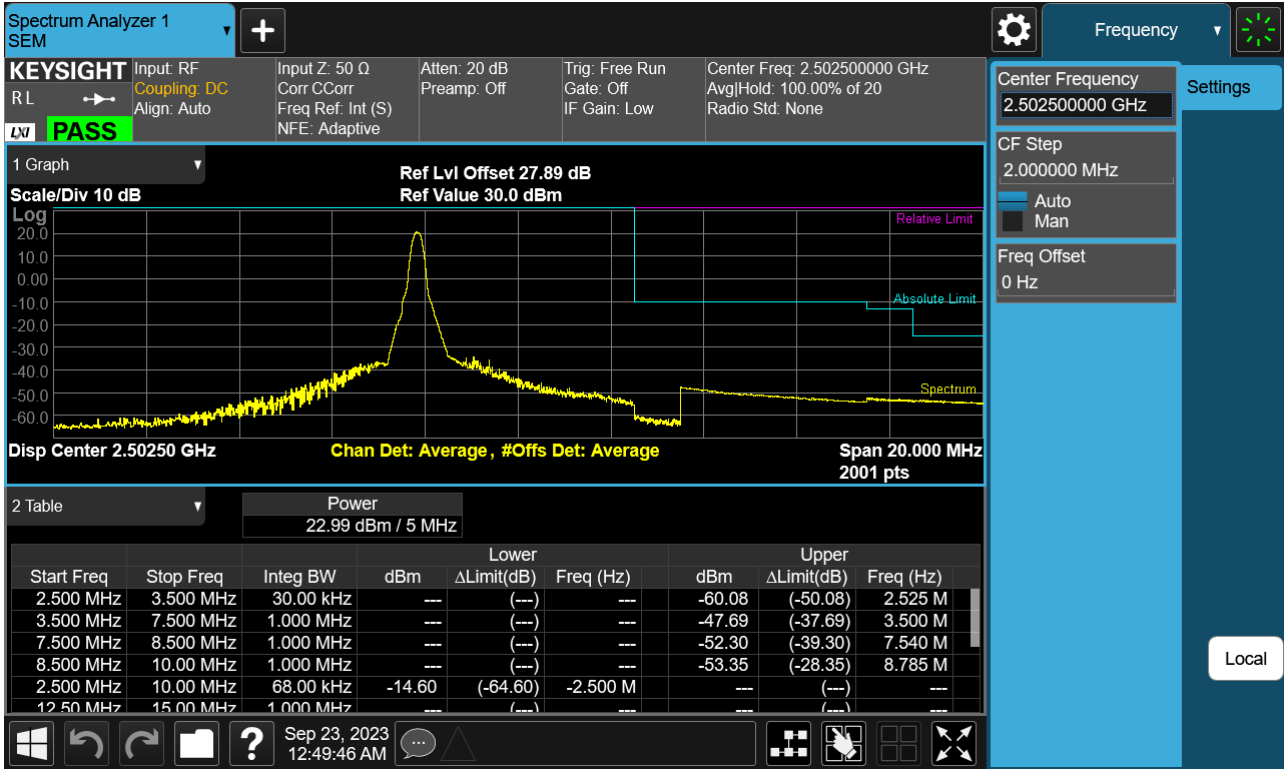 Spectrum Analyzer 1
SEM
Frequency
KEYSIGHT
R L
LXI
PASS
Input: RF
Coupling: DC
Align: Auto
Input Z: 50 Ω
Corr CCorr
Freq Ref: Int (S)
NFE: Adaptive
Atten: 20 dB
Preamp: Off
Trig: Free Run
Gate: Off
IF Gain: Low
Center Freq: 2.502500000 GHz
Avg|Hold: 100.00% of 20
Radio Std: None
Center Frequency
2.502500000 GHz
Settings
CF Step
2.000000 MHz
Auto
Man
Freq Offset
0 Hz
Local
1 Graph
Ref Lvl Offset 27.89 dB
Scale/Div 10 dB
Ref Value 30.0 dBm
Log
20.0
10.0
0.00
-10.0
-20.0
-30.0
-40.0
-50.0
-60.0
Relative Limit
Absolute Limit
Spectrum
Disp Center 2.50250 GHz
Chan Det: Average , #Offs Det: Average
Span 20.000 MHz
2001 pts
2 Table
Power
22.99 dBm / 5 MHz
Lower Upper
Start Freq Stop Freq Integ BW dBm ΔLimit(dB) Freq (Hz) dBm ΔLimit(dB) Freq (Hz)
2.500 MHz 3.500 MHz 30.00 kHz --- (---) --- -60.08 (-50.08) 2.525 M
3.500 MHz 7.500 MHz 1.000 MHz --- (---) --- -47.69 (-37.69) 3.500 M
7.500 MHz 8.500 MHz 1.000 MHz --- (---) --- -52.30 (-39.30) 7.540 M
8.500 MHz 10.00 MHz 1.000 MHz --- (---) --- -53.35 (-28.35) 8.785 M
2.500 MHz 10.00 MHz 68.00 kHz -14.60 (-64.60) -2.500 M --- (---) ---
12.50 MHz 15.00 MHz 1.000 MHz --- (---) --- --- (---) ---
?
Sep 23, 2023
12:49:46 AM